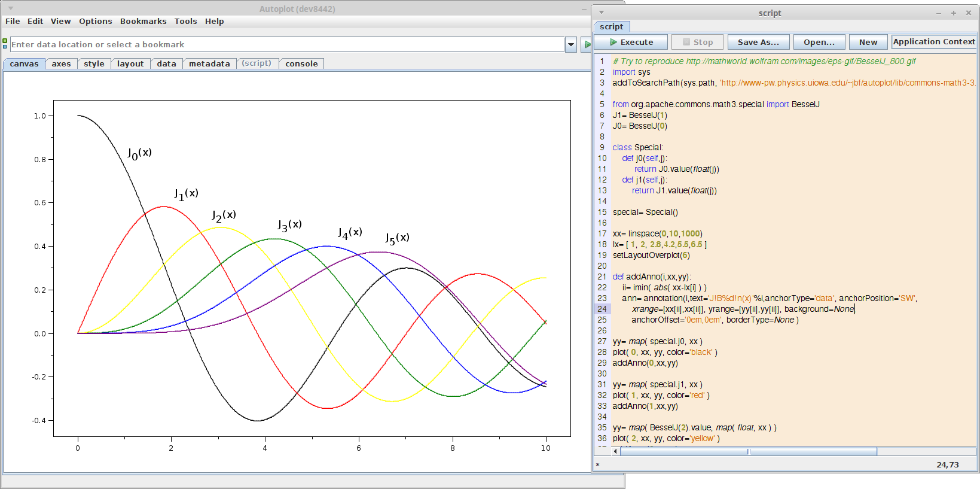 Autoplot (dev8442)
File Edit View Options Bookmarks Tools Help
Enter data location or select a bookmark
canvas axes style layout data metadata (script) console
1.0
0.8
0.6
0.4
0.2
0.0
-0.2
-0.4
0 2 4 6 8 10
J0(x)
J1(x)
J2(x)
J3(x)
J4(x)
J5(x)
script
script
Execute Stop Save As... Open... New Application Context
1 # Try to reproduce http://mathworld.wolfram.com/images/eps-gif/BesselJ_800.gif
2 import sys
3 addToSearchPath(sys.path, 'http://www-pw.physics.uiowa.edu/~jbf/autoplot/lib/commons-math3-3.
4
5 from org.apache.commons.math3.special import BesselJ
6 J1= BesselJ(1)
7 J0= BesselJ(0)
8
9 class Special:
10 def j0(self,j):
11 return J0.value(float(j))
12 def j1(self,j):
13 return J1.value(float(j))
14
15 special= Special()
16
17 xx= linspace(0,10,1000)
18 lx= [ 1, 2, 2.8,4.2,5.5,6.5 ]
19 setLayoutOverplot(6)
20
21 def addAnno(i,xx,yy):
22 ii= imin( abs( xx-lx[i] ) )
23 ann= annotation(i,text='J!B%d!n(x)'%i,anchorType='data', anchorPosition='SW',
24 xrange=[xx[ii],xx[ii]], yrange=[yy[ii],yy[ii]], background=None
25 anchorOffset='0em,0em', borderType=None )
26
27 yy= map( special.j0, xx )
28 plot( 0, xx, yy, color='black' )
29 addAnno(0,xx,yy)
30
31 yy= map( special.j1, xx )
32 plot( 1, xx, yy, color='red' )
33 addAnno(1,xx,yy)
34
35 yy= map( BesselJ(2).value, map( float, xx ) )
36 plot( 2, xx, yy, color='yellow' )
24,73